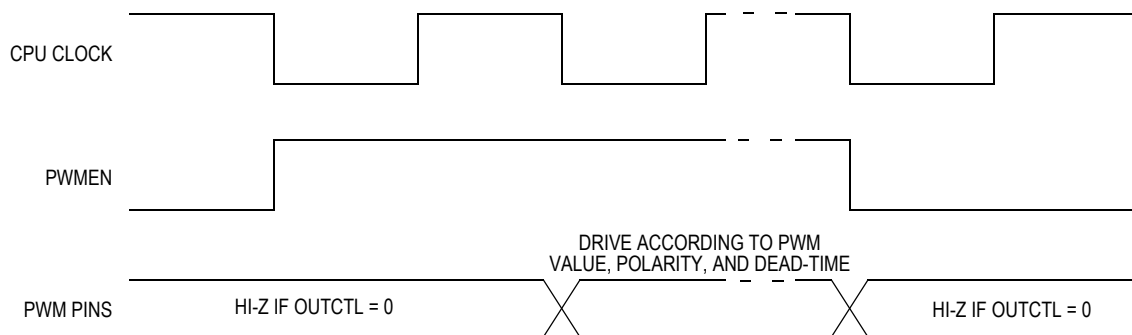 CPU CLOCK
PWMEN
DRIVE ACCORDING TO PWM
VALUE, POLARITY, AND DEAD-TIME
PWM PINS
HI-Z IF OUTCTL = 0
HI-Z IF OUTCTL = 0